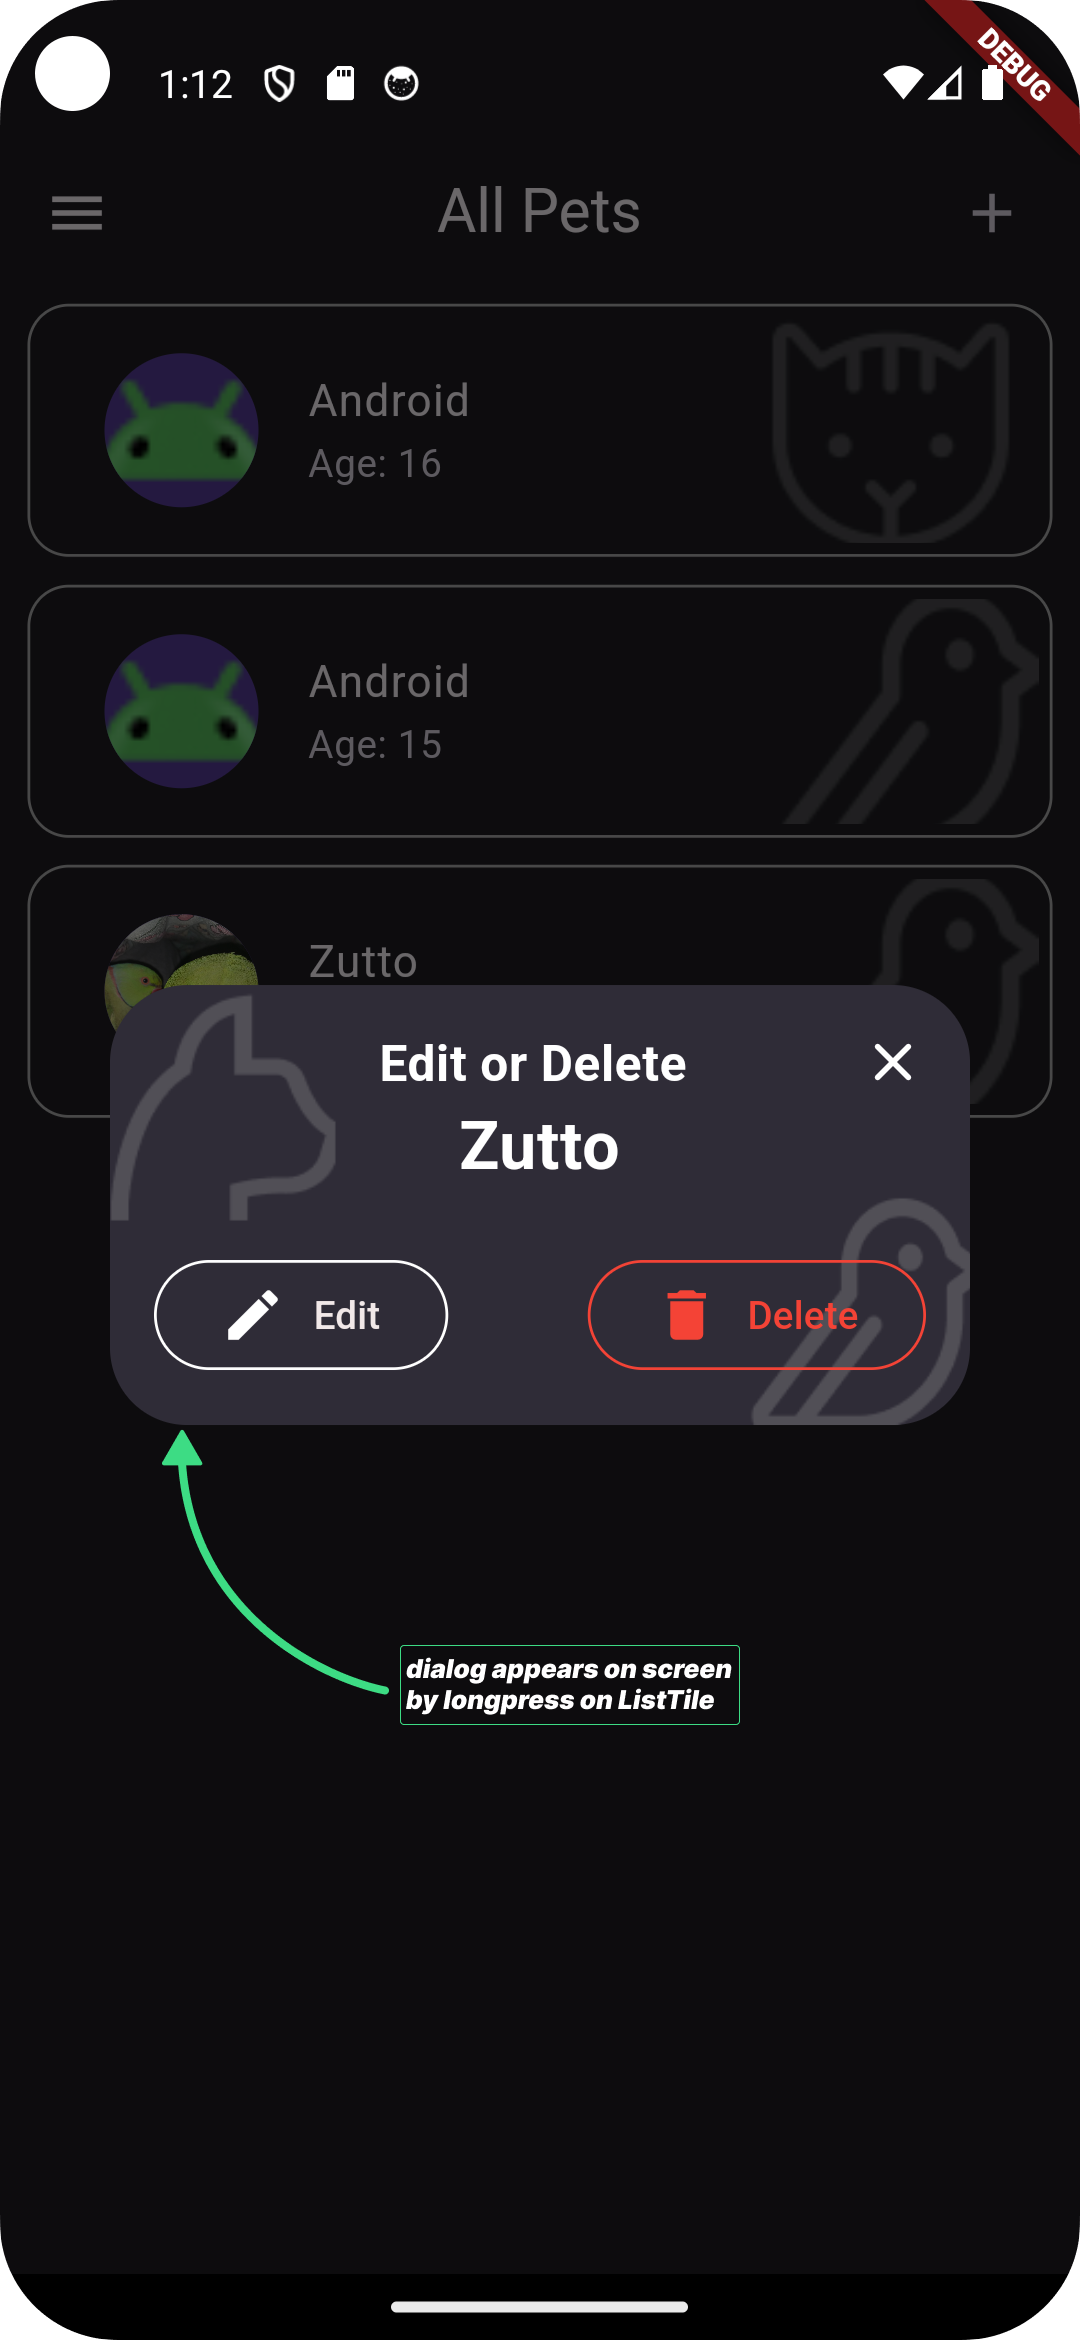 1:12
DEBUG
All Pets
Android
Age: 16
Android
Age: 15
Zutto
Edit or Delete
Zutto
Edit
Delete
dialog appears on screen
by longpress on ListTile